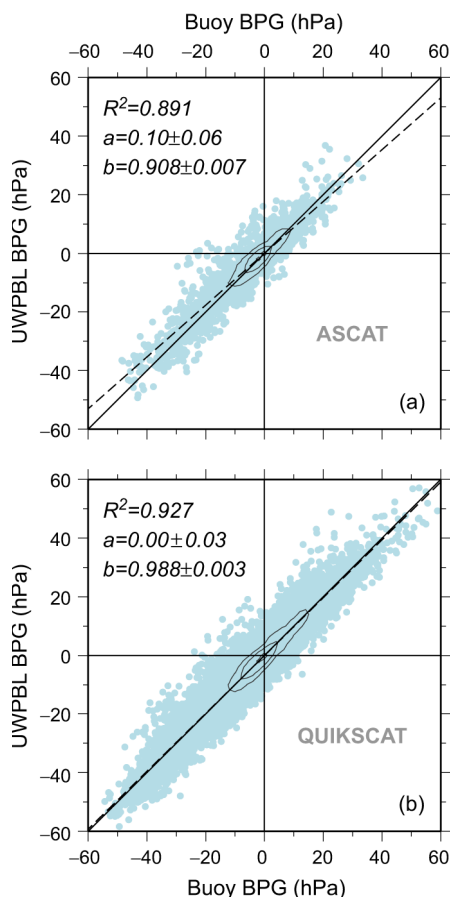 Buoy BPG (hPa)
−60 −40 −20 0 20 40 60
60
40
20
0
−20
−40
−60
UWPBL BPG (hPa)
R²=0.891
a=0.10±0.06
b=0.908±0.007
ASCAT
(a)
60
40
20
0
−20
−40
−60
UWPBL BPG (hPa)
R²=0.927
a=0.00±0.03
b=0.988±0.003
QUIKSCAT
(b)
−60 −40 −20 0 20 40 60
Buoy BPG (hPa)